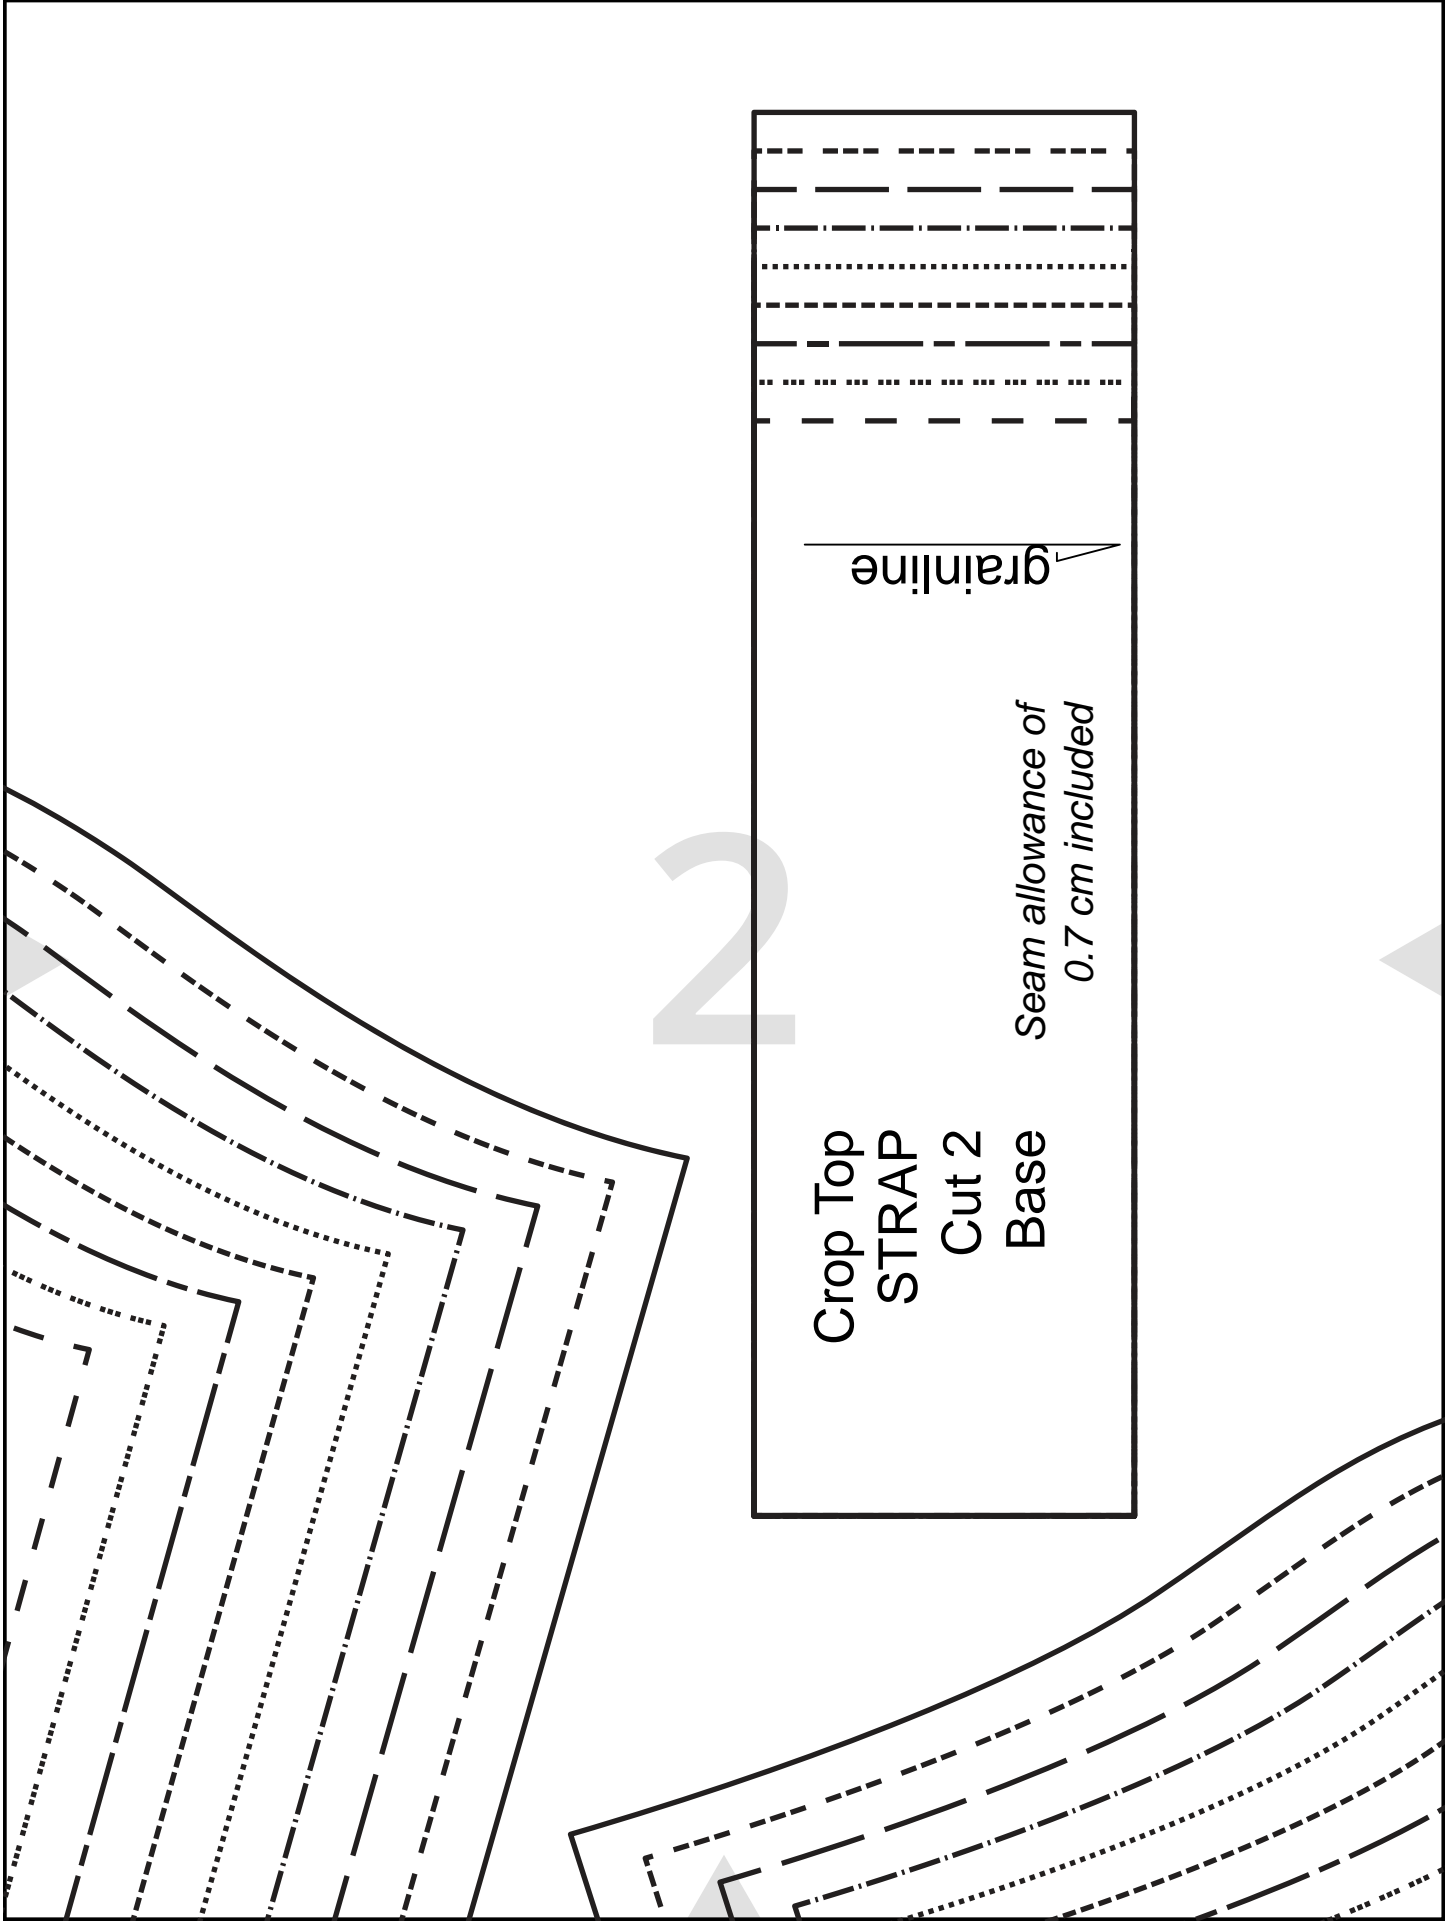 grainline
Seam allowance of
0.7 cm included
2
Crop Top
STRAP
Cut 2
Base